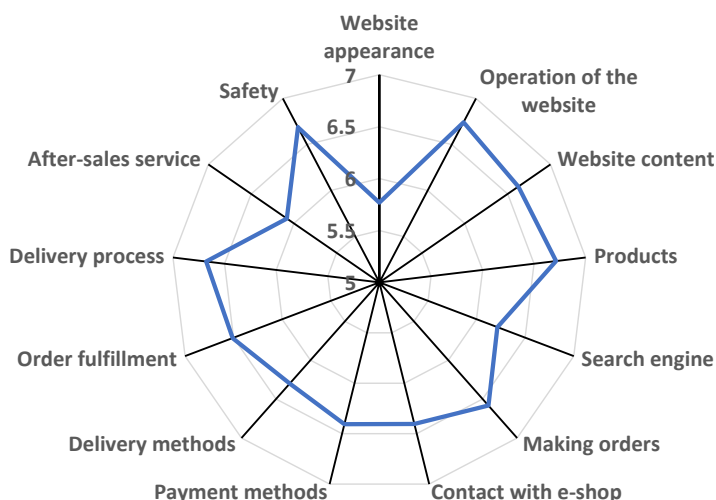 Website
appearance
7
Operation of the
website
Safety
6.5
After-sales service
Website content
6
5.5
Delivery process
Products
5
Order fulfillment
Search engine
Delivery methods
Making orders
Payment methods
Contact with e-shop